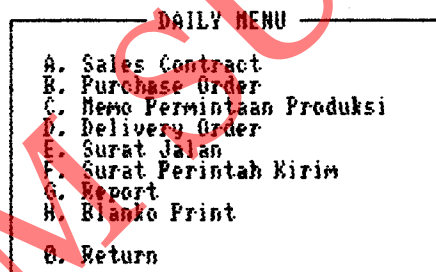 DAILY MENU
A. Sales Contract
B. Purchase Order
C. Memo Permintaan Produksi
D. Delivery Order
E. Surat Jalan
F. Surat Perintah Kirim
G. Report
H. Blanko Print
0. Return